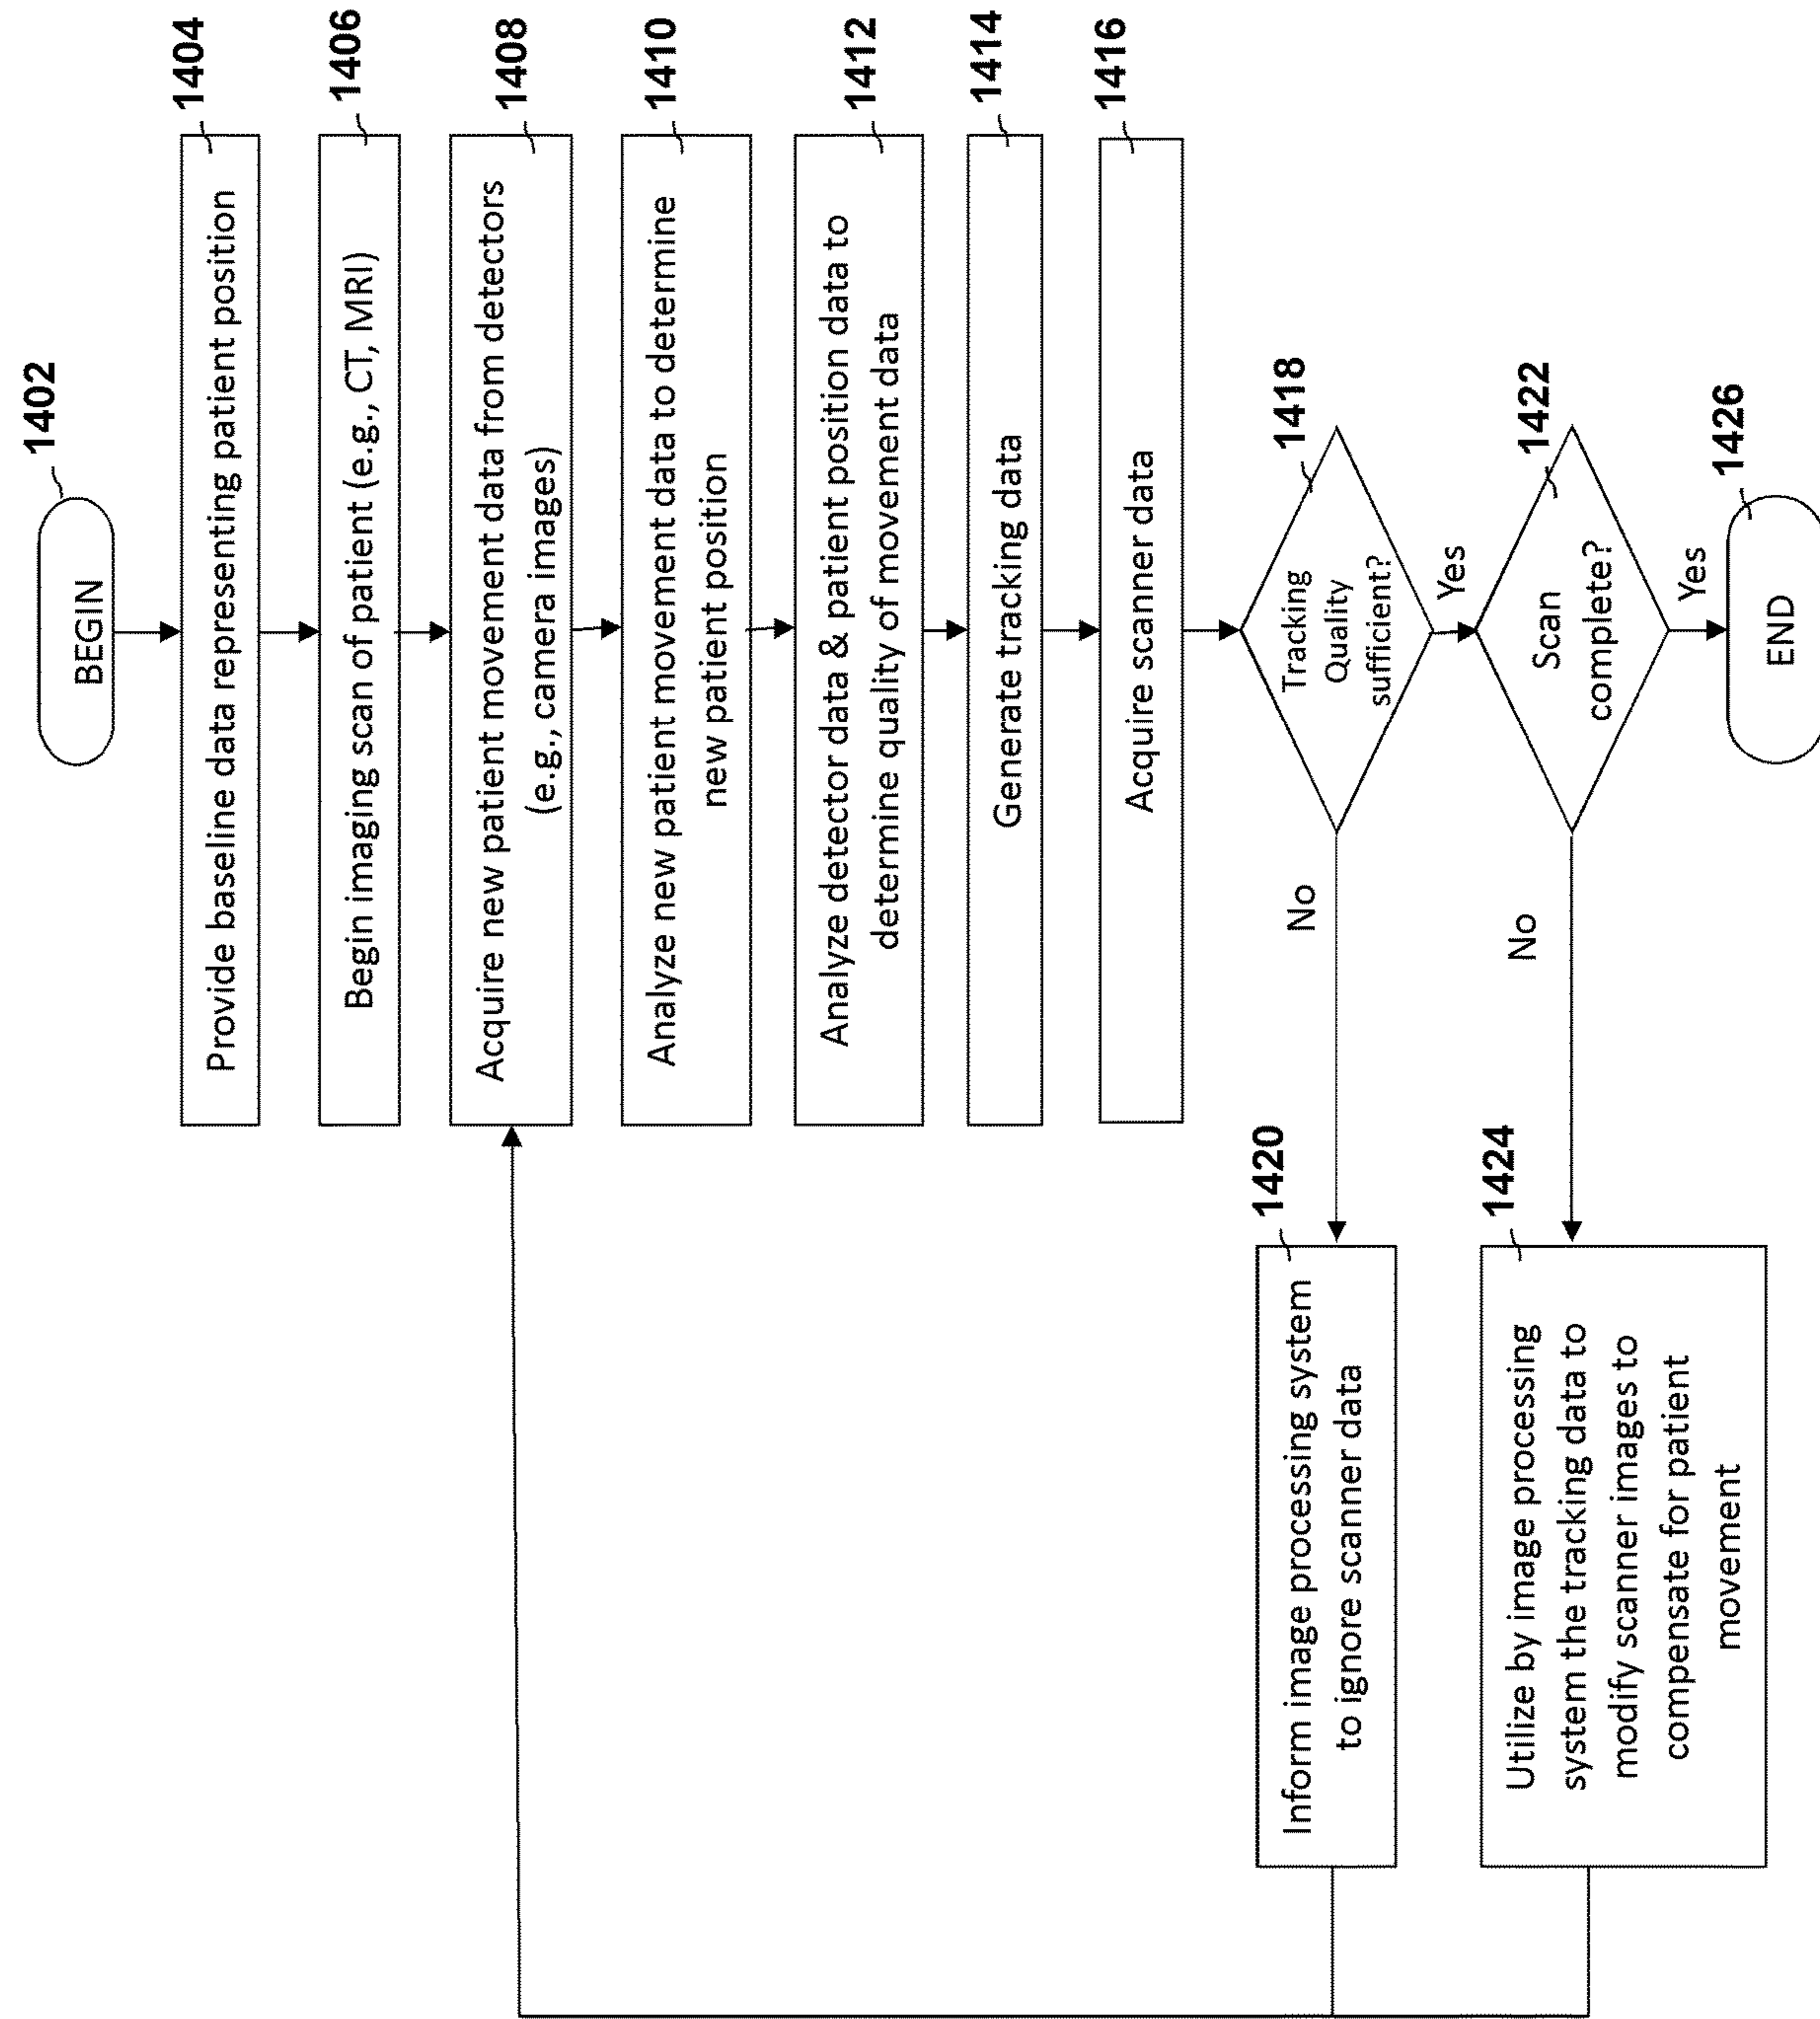 1402
BEGIN
1404
Provide baseline data representing patient position
1406
Begin imaging scan of patient (e.g., CT, MRI)
1408
Acquire new patient movement data from detectors
(e.g., camera images)
1410
Analyze new patient movement data to determine
new patient position
1412
Analyze detector data & patient position data to
determine quality of movement data
1414
Generate tracking data
1416
Acquire scanner data
1418
Tracking
Quality
sufficient?
No
Yes
1420
Inform image processing system
to ignore scanner data
1422
Scan
complete?
No
Yes
1424
Utilize by image processing
system the tracking data to
modify scanner images to
compensate for patient
movement
1426
END